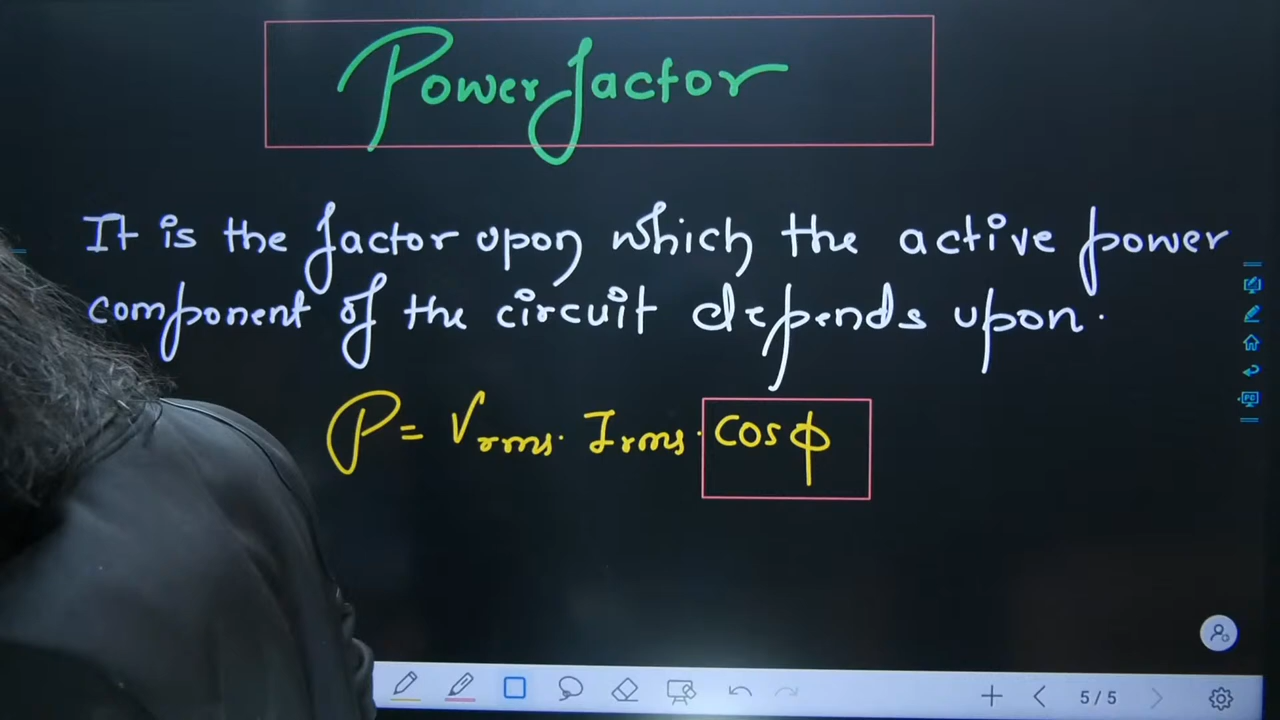 Power factor
It is the factor upon which the active power
component of the circuit depends upon.
P = Vrms. Irms. cos φ
5/5